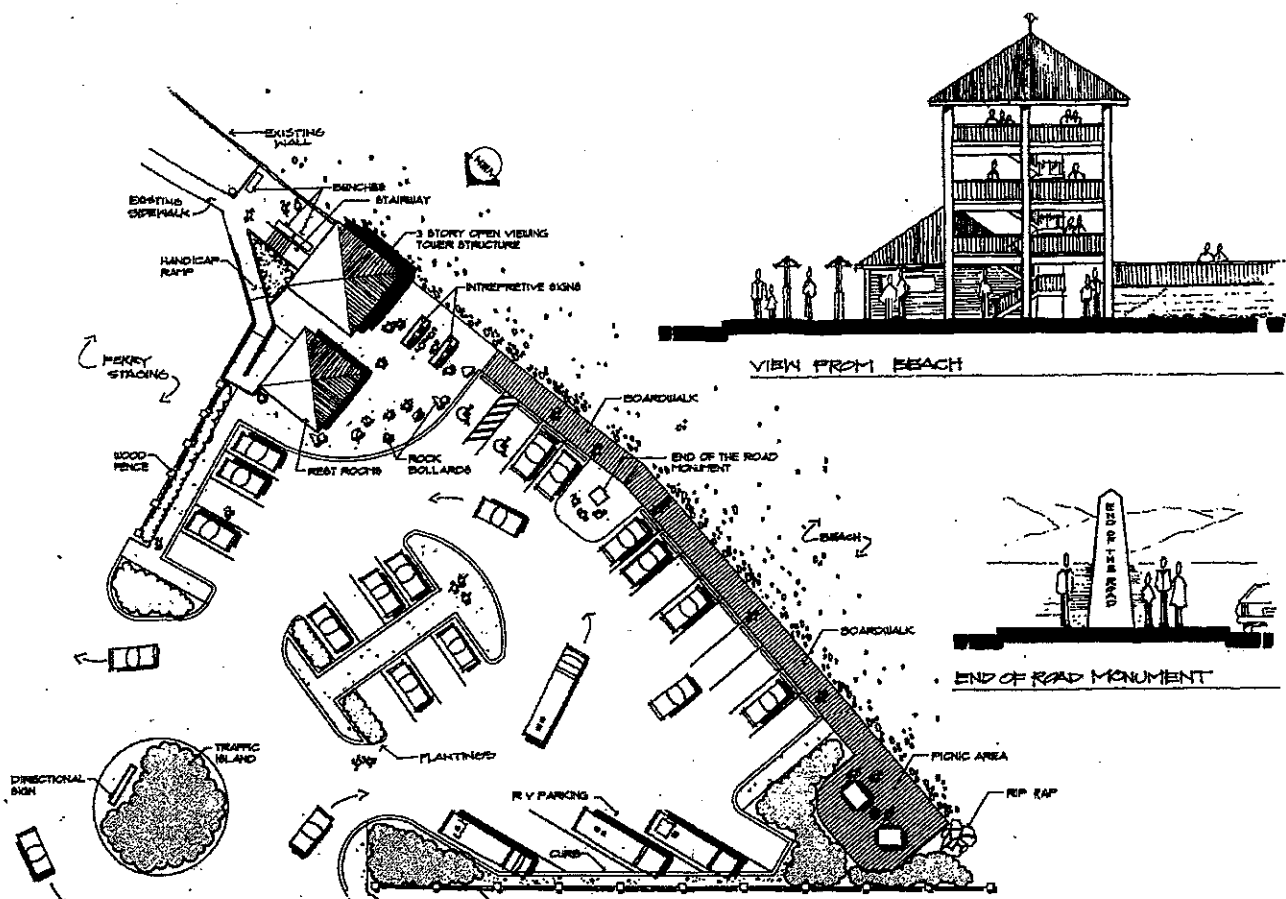 EXISTING
WALL
NORTH
BENCHES
STAIRWAY
EXISTING
SIDEWALK
3 STORY OPEN VIEWING
TOWER STRUCTURE
HANDICAP
RAMP
INTREPRETIVE SIGNS
FERRY
STAGING
VIEW FROM BEACH
BOARDWALK
WOOD
FENCE
REST ROOMS
ROCK
BOLLARDS
END OF THE ROAD
MONUMENT
BEACH
END OF THE ROAD
BOARDWALK
END OF ROAD MONUMENT
TRAFFIC
ISLAND
PLANTINGS
PICNIC AREA
DIRECTIONAL
SIGN
RV PARKING
RIP RAP
CURB